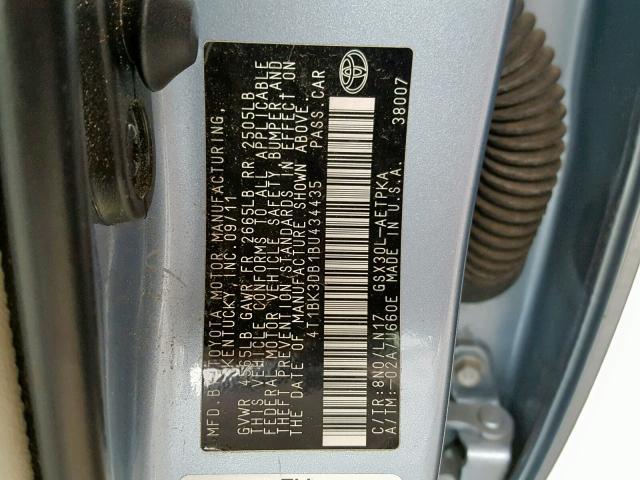 MFD. BY TOYOTA MOTOR MANUFACTURING,
KENTUCKY, INC. 09/11
GVWR 4565LB GAWR FR 2665LB RR 2505LB
THIS VEHICLE CONFORMS TO ALL APPLICABLE
FEDERAL MOTOR VEHICLE SAFETY, BUMPER, AND
THEFT PREVENTION STANDARDS IN EFFECT ON
THE DATE OF MANUFACTURE SHOWN ABOVE.
4T1BK3DB1BU434435 PASS. CAR
C/TR: 8N0/LN17 GSX30L-AETPKA
A/TM: -02A/U660E MADE IN U.S.A. 38007